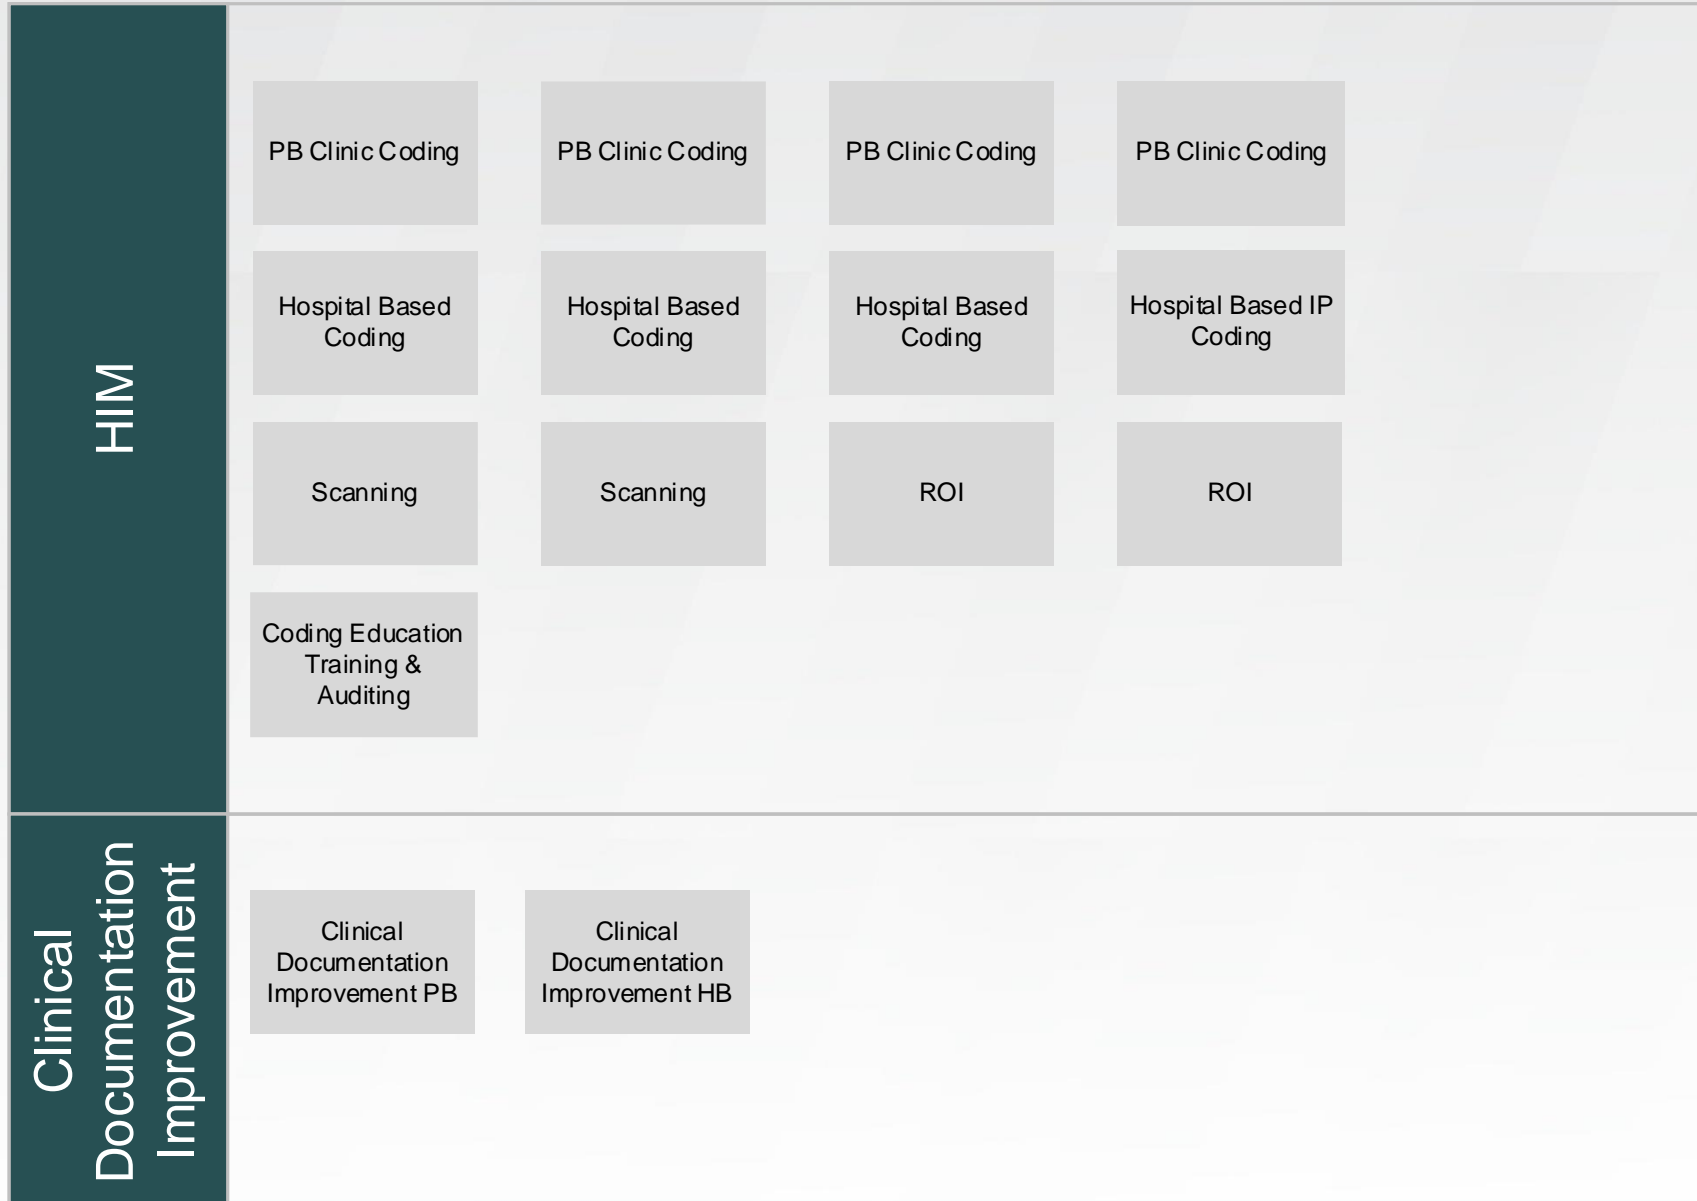 HIM
PB Clinic Coding
PB Clinic Coding
PB Clinic Coding
PB Clinic Coding
Hospital Based
Coding
Hospital Based
Coding
Hospital Based
Coding
Hospital Based IP
Coding
Scanning
Scanning
ROI
ROI
Coding Education
Training &
Auditing
Clinical
Documentation
Improvement
Clinical
Documentation
Improvement PB
Clinical
Documentation
Improvement HB